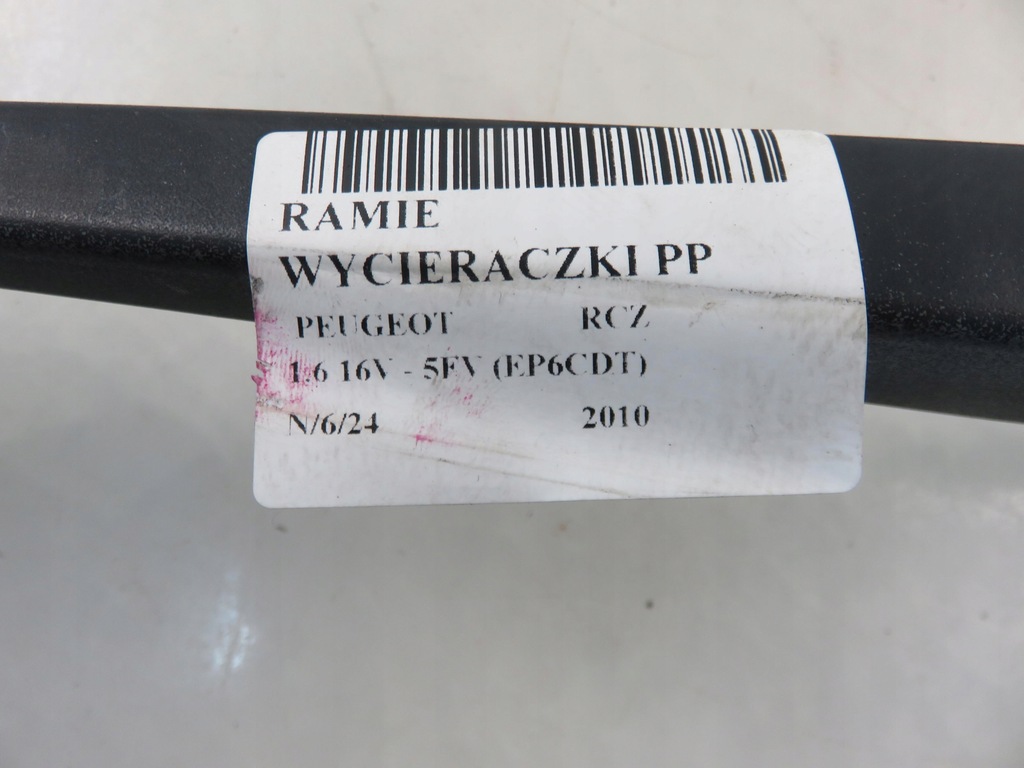 RAMIE
WYCIERACZKI PP
PEUGEOT RCZ
1.6 16V - 5FV (EP6CDT)
N/6/24 2010